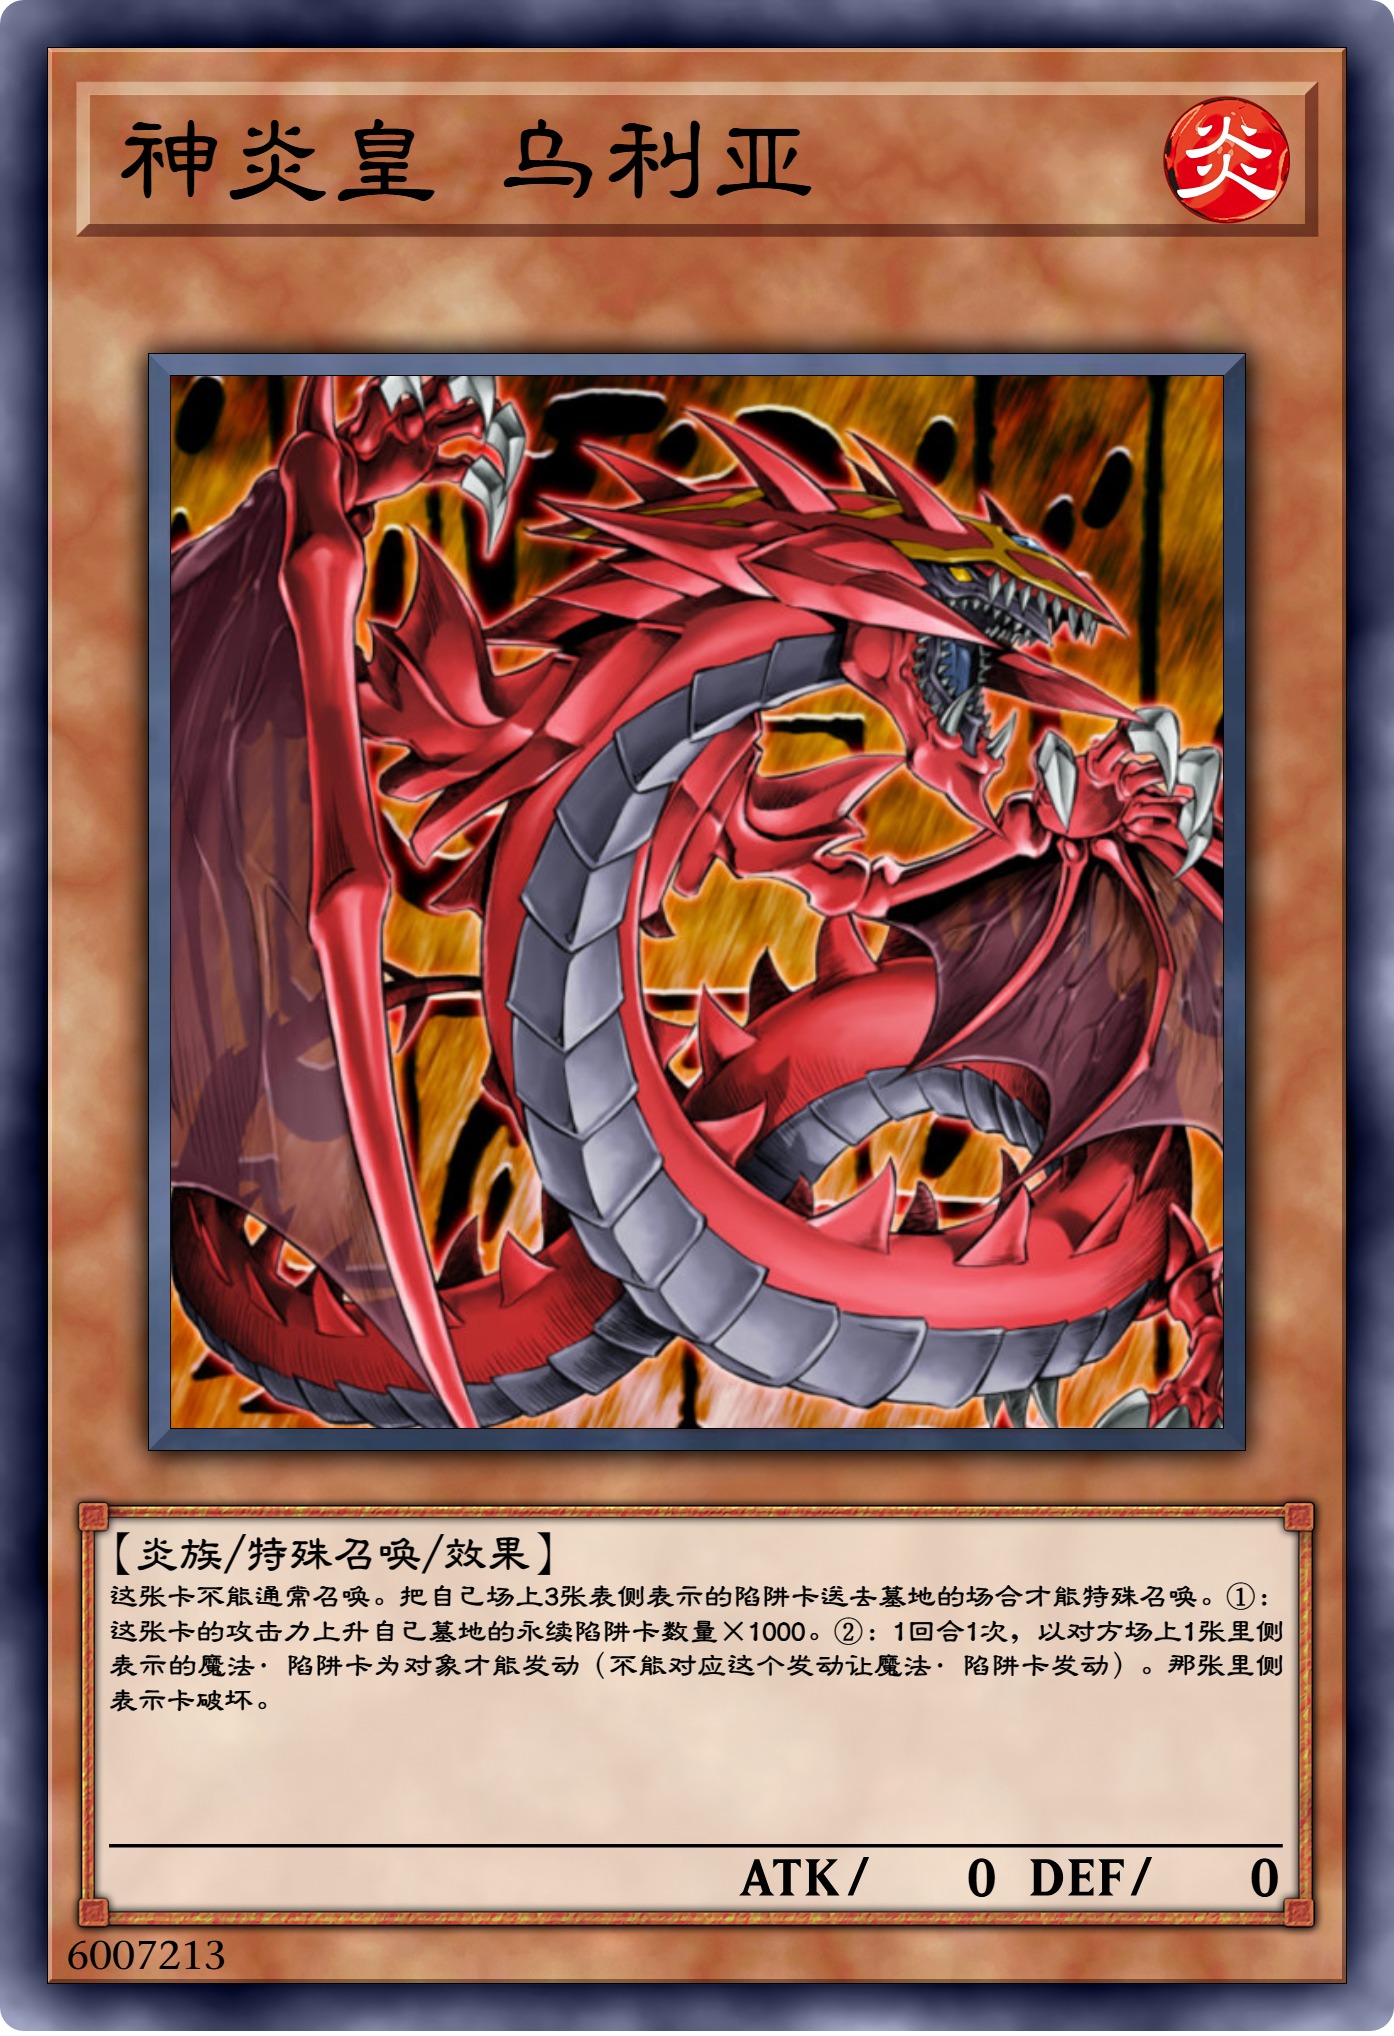 神炎皇 乌利亚
炎
【炎族/特殊召唤/效果】
这张卡不能通常召唤。把自己场上3张表侧表示的陷阱卡送去墓地的场合才能特殊召唤。①：
这张卡的攻击力上升自己墓地的永续陷阱卡数量×1000。②：1回合1次，以对方场上1张里侧
表示的魔法·陷阱卡为对象才能发动（不能对应这个发动让魔法·陷阱卡发动）。那张里侧
表示卡破坏。
ATK/ 0 DEF/ 0
6007213